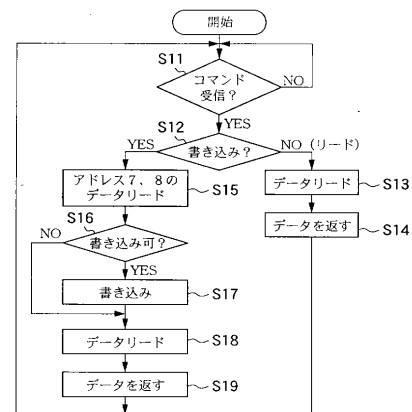 開始
S11
コマンド
受信？
NO
YES
S12
書き込み？
YES
NO（リード）
アドレス７、８の
データリード
S15
データリード
S13
S16
書き込み可？
NO
データを返す
S14
YES
書き込み
S17
データリード
S18
データを返す
S19